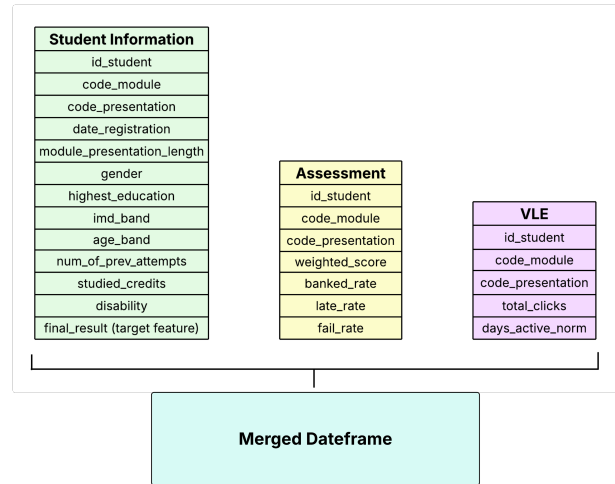 Student Information
id_student
code_module
code_presentation
date_registration
module_presentation_length
gender
highest_education
imd_band
age_band
num_of_prev_attempts
studied_credits
disability
final_result (target feature)
Assessment
id_student
code_module
code_presentation
weighted_score
banked_rate
late_rate
fail_rate
VLE
id_student
code_module
code_presentation
total_clicks
days_active_norm
Merged Dateframe